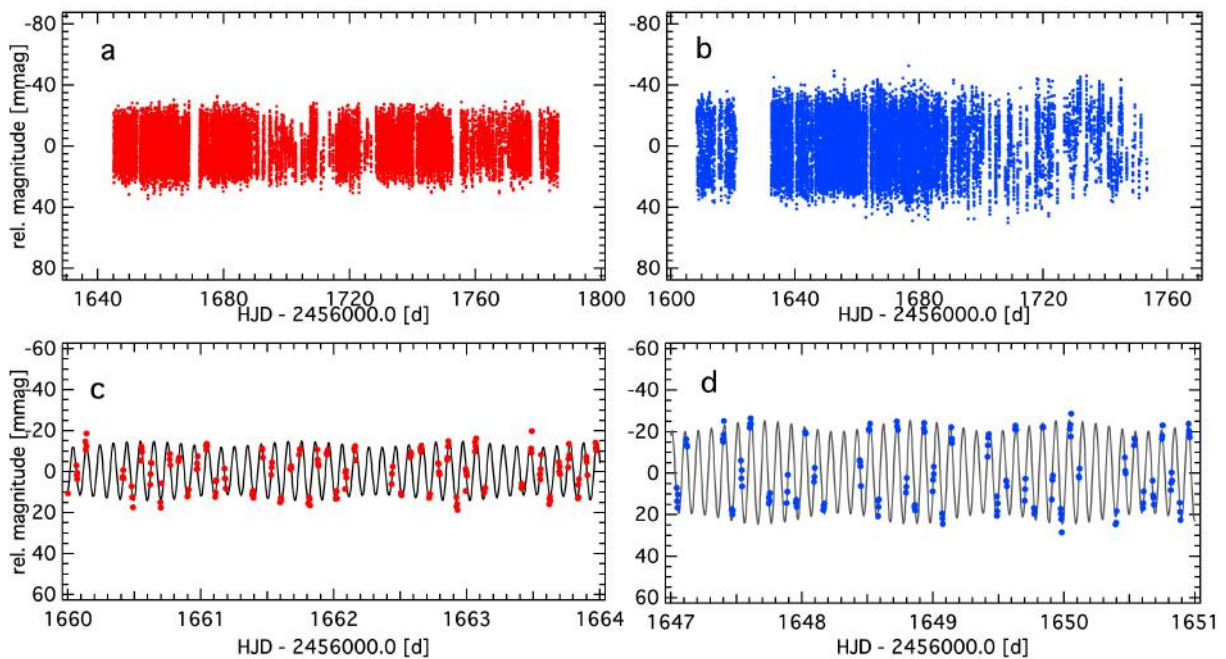 a
b
rel. magnitude [mmag]
-80
-40
0
40
80
1640 1680 1720 1760 1800
HJD - 2456000.0 [d]
-80
-40
0
40
80
1600 1640 1680 1720 1760
HJD - 2456000.0 [d]
c
d
rel. magnitude [mmag]
-60
-40
-20
0
20
40
60
1660 1661 1662 1663 1664
HJD - 2456000.0 [d]
-60
-40
-20
0
20
40
60
1647 1648 1649 1650 1651
HJD - 2456000.0 [d]